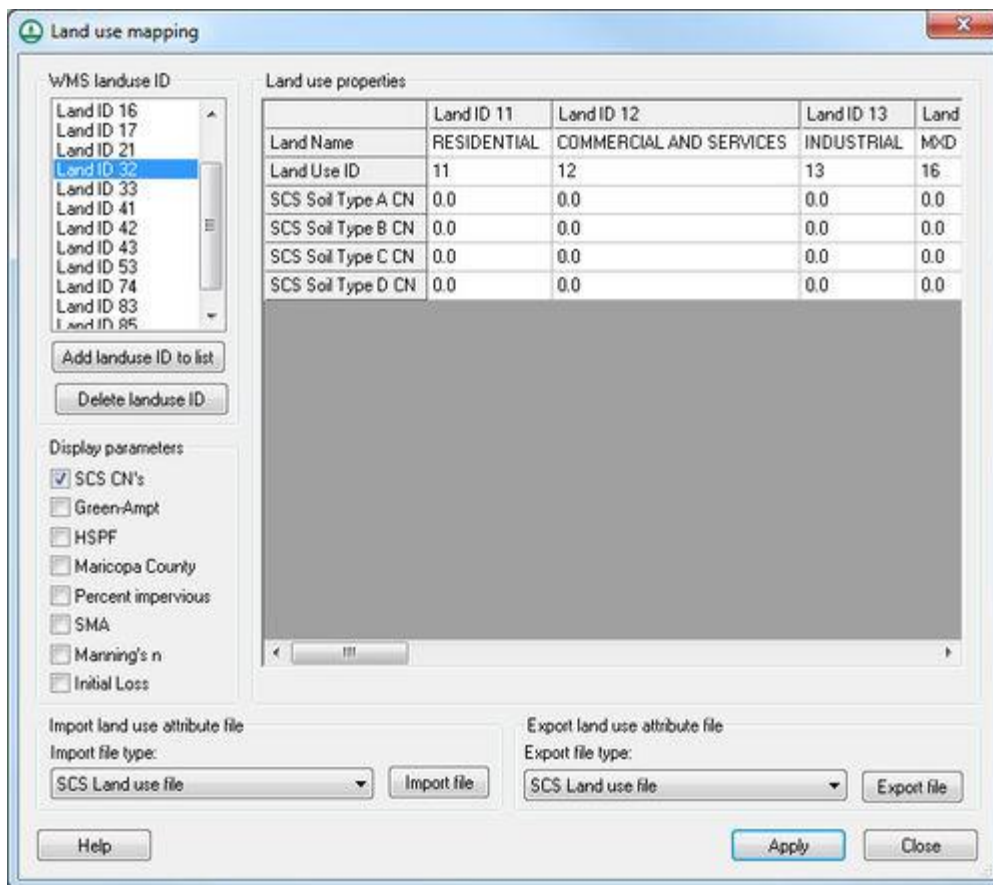 Land use mapping
WMS landuse ID
Land ID 16
Land ID 17
Land ID 21
Land ID 32
Land ID 33
Land ID 41
Land ID 42
Land ID 43
Land ID 53
Land ID 74
Land ID 83
Land ID 85
Add landuse ID to list
Delete landuse ID
Land use properties
Land ID 11 Land ID 12 Land ID 13 Land
Land Name RESIDENTIAL COMMERCIAL AND SERVICES INDUSTRIAL MXD
Land Use ID 11 12 13 16
SCS Soil Type A CN 0.0 0.0 0.0 0.0
SCS Soil Type B CN 0.0 0.0 0.0 0.0
SCS Soil Type C CN 0.0 0.0 0.0 0.0
SCS Soil Type D CN 0.0 0.0 0.0 0.0
Display parameters
SCS CN's
Green-Ampt
HSPF
Maricopa County
Percent impervious
SMA
Manning's n
Initial Loss
Import land use attribute file
Import file type:
SCS Land use file
Import file
Export land use attribute file
Export file type:
SCS Land use file
Export file
Help
Apply
Close